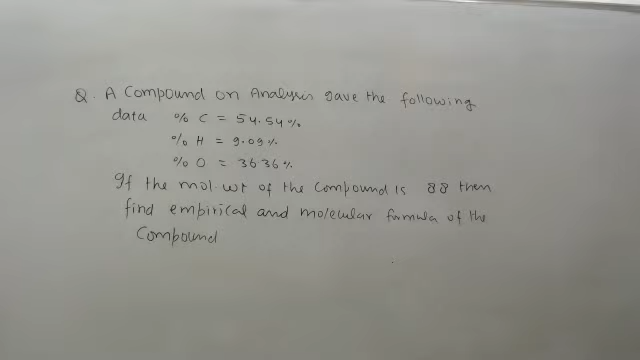 Q. A Compound on Analysis gave the following
data % C = 54.54%
% H = 9.09%
% O = 36.36%
If the mol. wt of the Compound is 88 then
find empirical and molecular formula of the
Compound